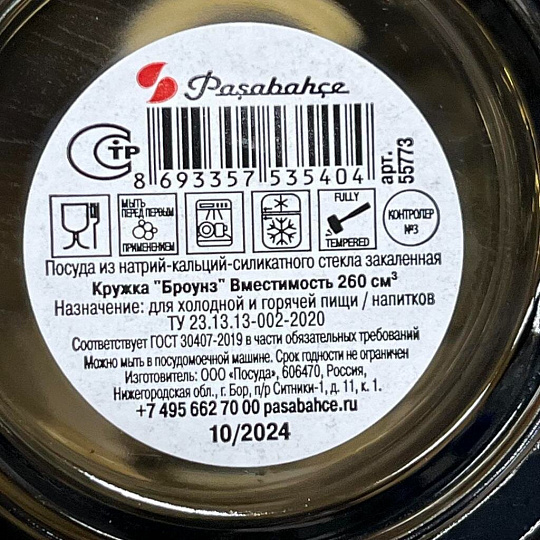 Paşabahçe
СТР
8 693357 535404
арт. 55773
МЫТЬ
ПЕРЕД ПЕРВЫМ
ПРИМЕНЕНИЕМ
FULLY
TEMPERED
КОНТРОЛЕР
№3
Посуда из натрий-кальций-силикатного стекла закаленная
Кружка "Броунз" Вместимость 260 см³
Назначение: для холодной и горячей пищи / напитков
ТУ 23.13.13-002-2020
Соответствует ГОСТ 30407-2019 в части обязательных требований
Можно мыть в посудомоечной машине. Срок годности не ограничен
Изготовитель: ООО «Посуда», 606470, Россия,
Нижегородская обл., г. Бор, п/р Ситники-1, д. 11, к. 1.
+7 495 662 70 00 pasabahce.ru
10/2024